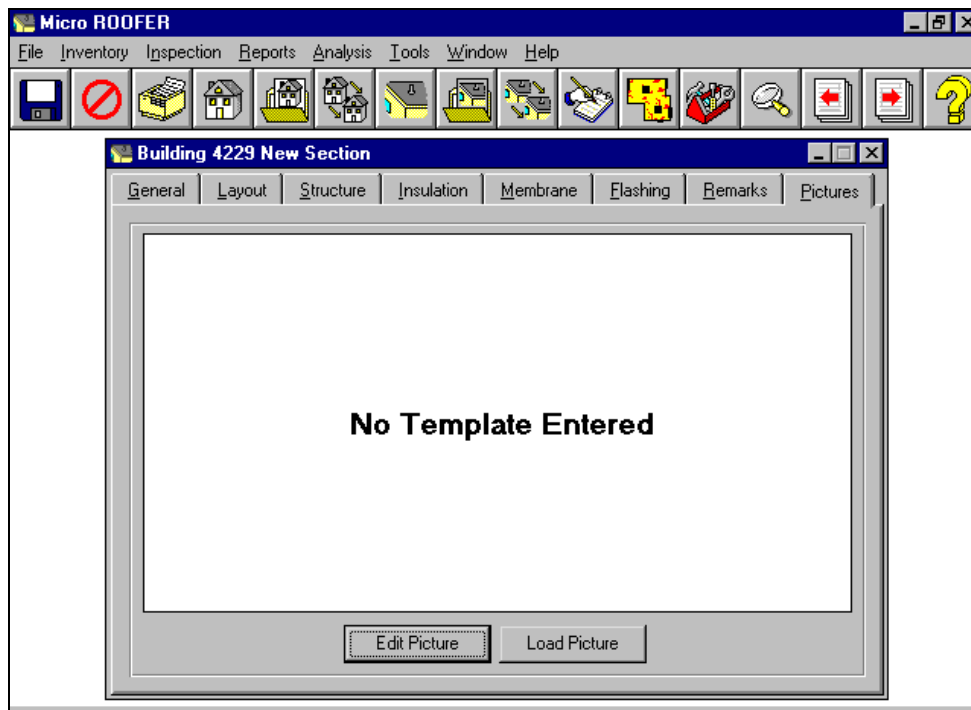 Micro ROOFER
File Inventory Inspection Reports Analysis Tools Window Help
Building 4229 New Section
General Layout Structure Insulation Membrane Flashing Remarks Pictures
No Template Entered
Edit Picture Load Picture